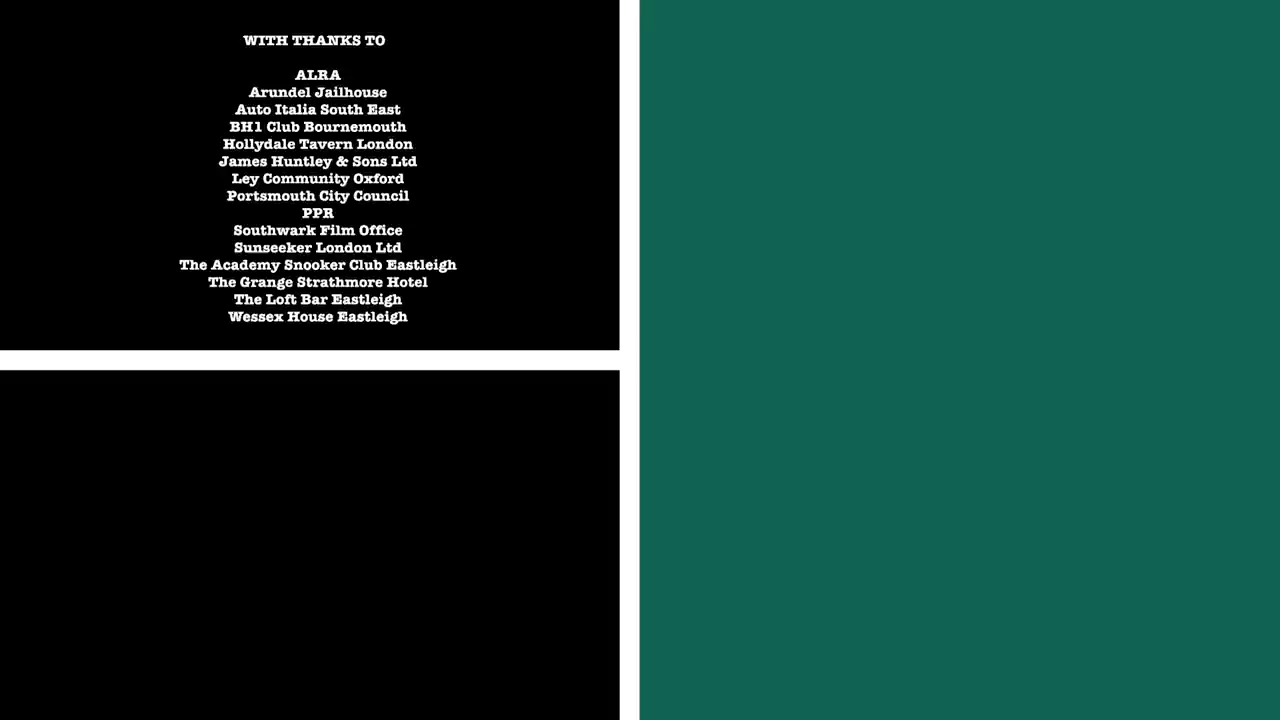 WITH THANKS TO
ALRA
Arundel Jailhouse
Auto Italia South East
BH1 Club Bournemouth
Hollydale Tavern London
James Huntley & Sons Ltd
Ley Community Oxford
Portsmouth City Council
PPR
Southwark Film Office
Sunseeker London Ltd
The Academy Snooker Club Eastleigh
The Grange Strathmore Hotel
The Loft Bar Eastleigh
Wessex House Eastleigh